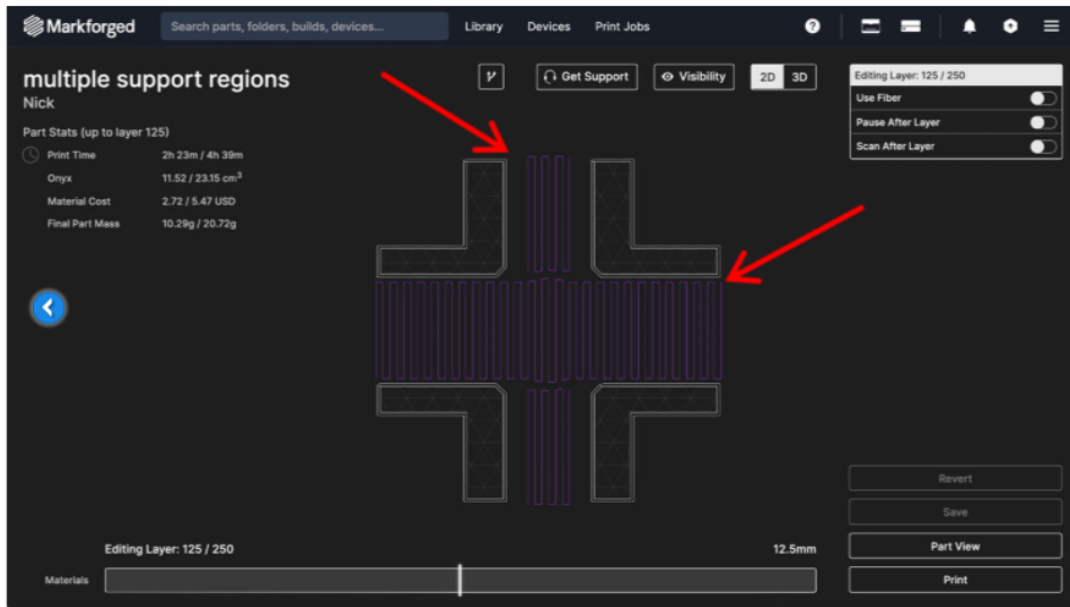 Markforged
Search parts, folders, builds, devices...
Library
Devices
Print Jobs
multiple support regions
Nick
Get Support
Visibility
2D
3D
Part Stats (up to layer 125)
Print Time 2h 23m / 4h 39m
Onyx 11.52 / 23.15 cm³
Material Cost 2.72 / 5.47 USD
Final Part Mass 10.29g / 20.72g
Editing Layer: 125 / 250
Use Fiber
Pause After Layer
Scan After Layer
Revert
Save
Part View
Print
Editing Layer: 125 / 250
12.5mm
Materials